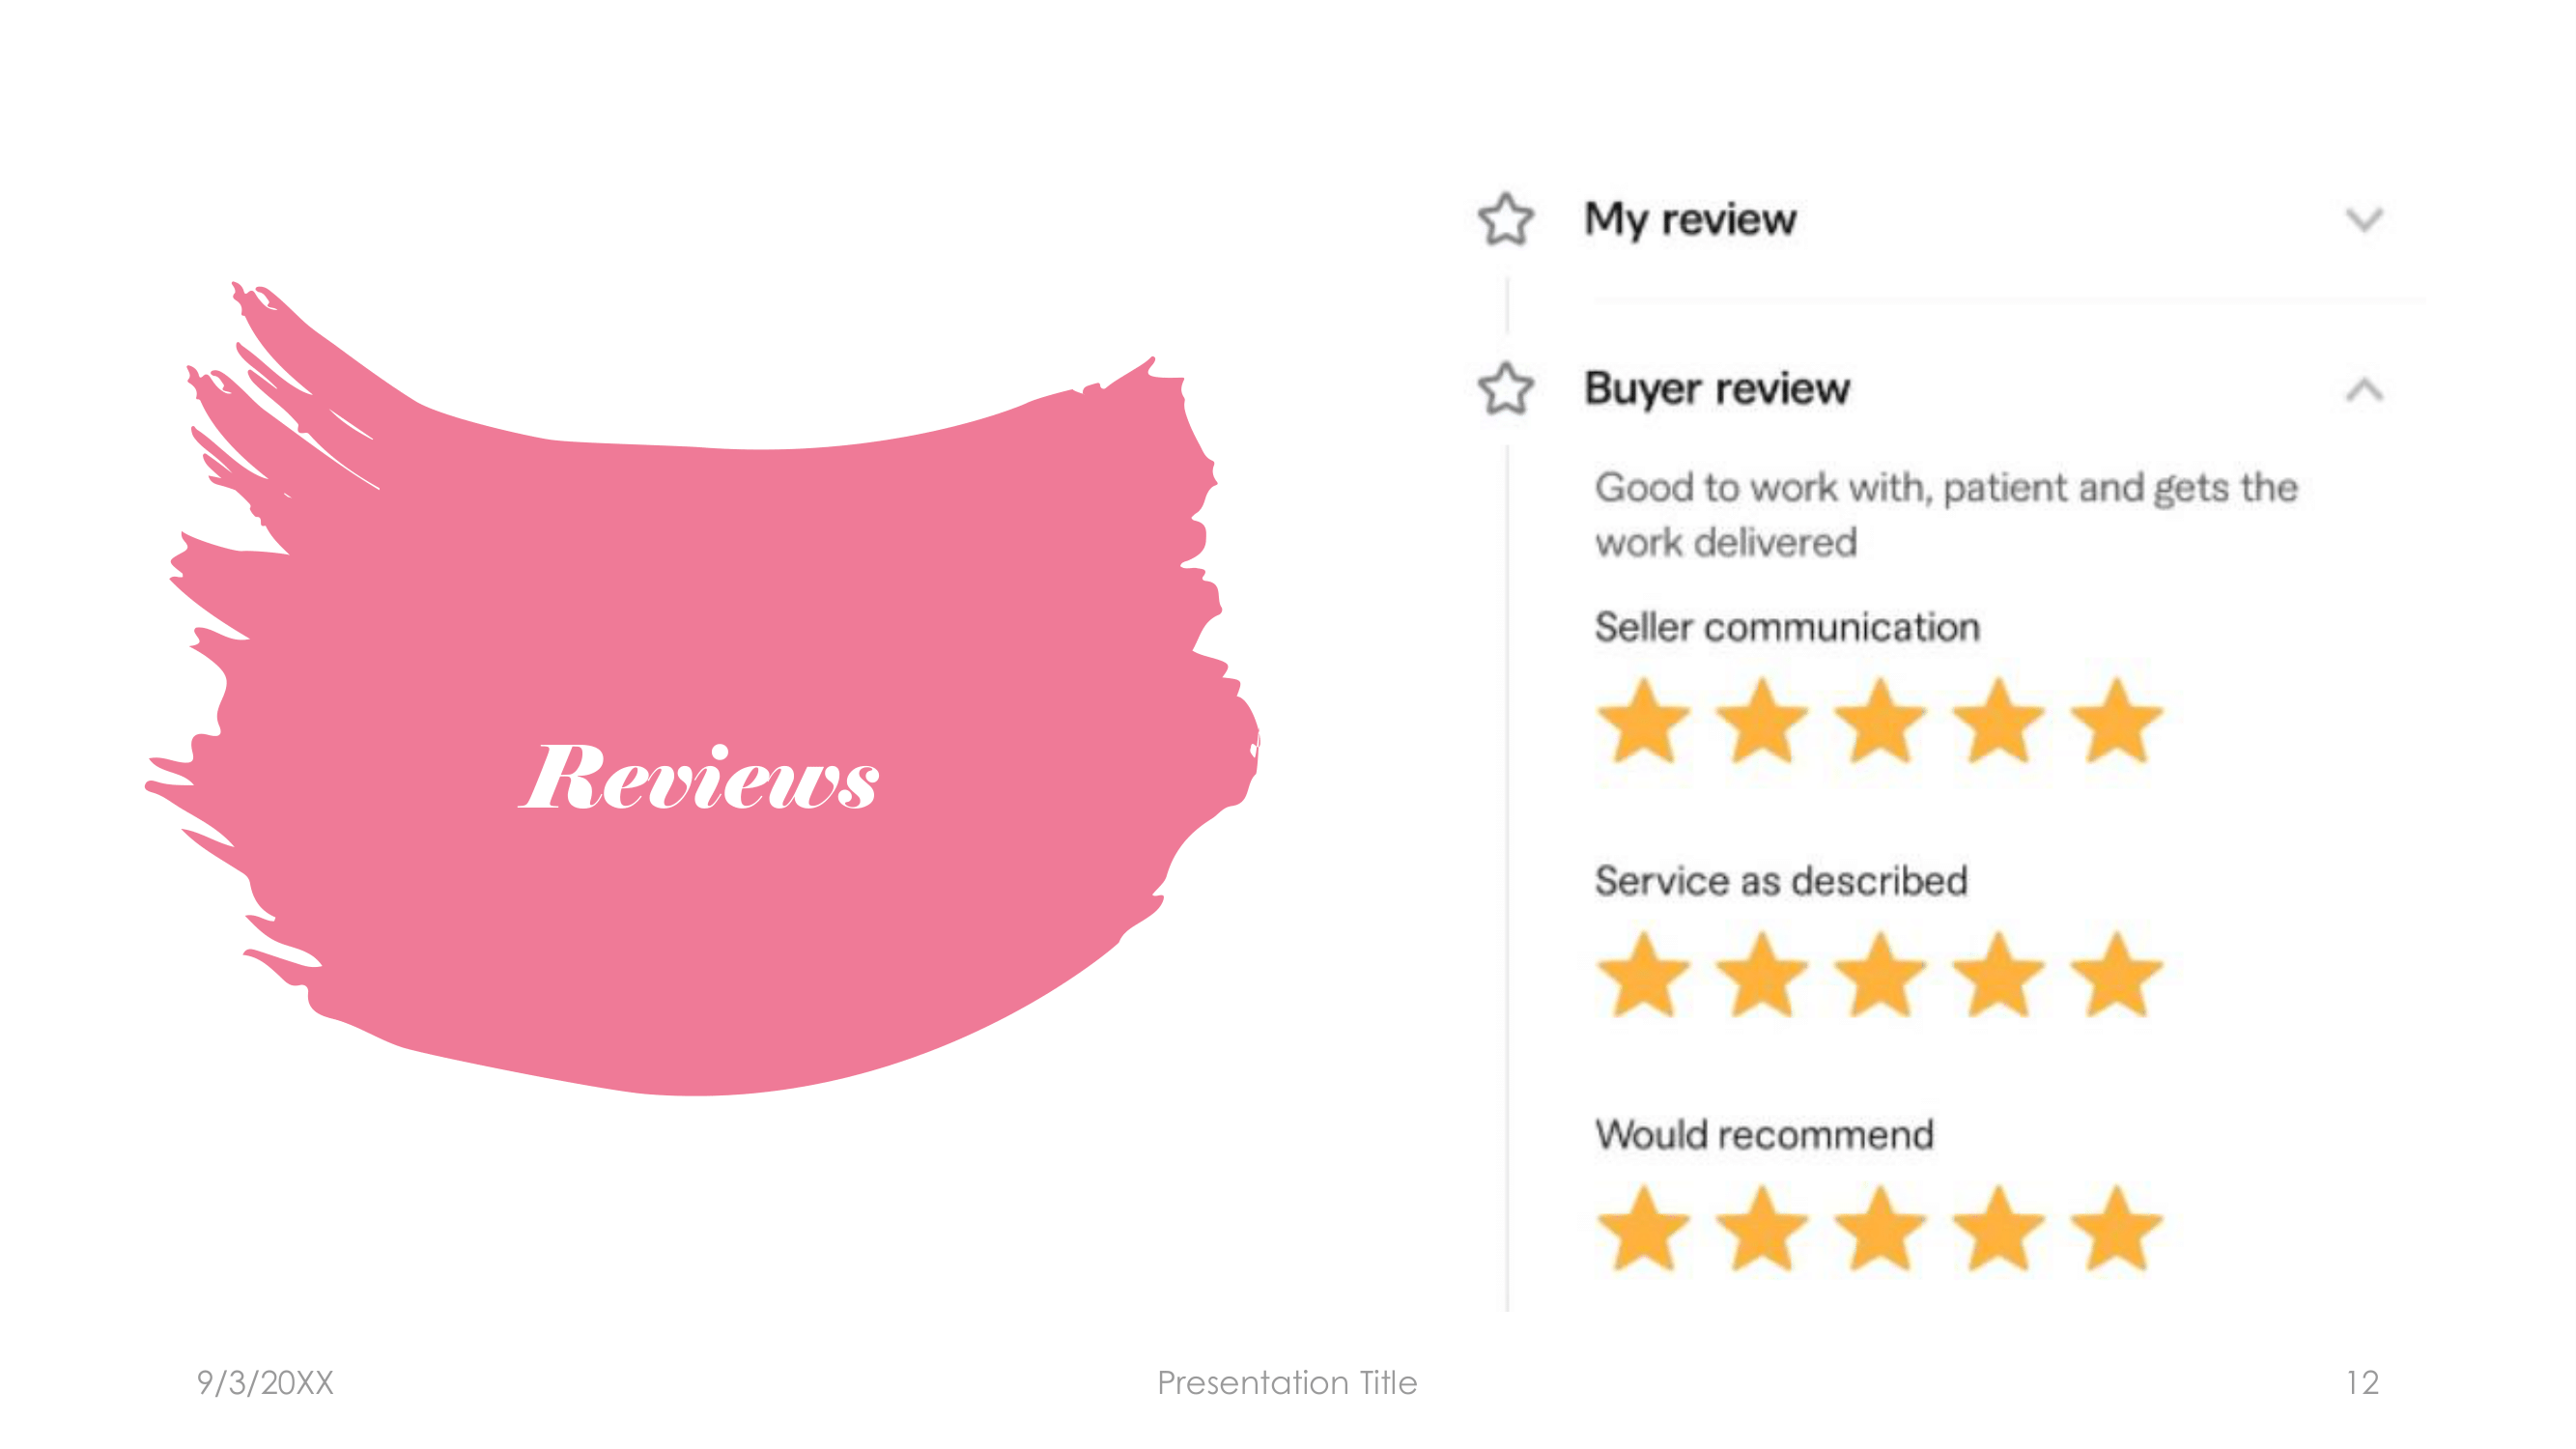 Reviews
My review
Buyer review
Good to work with, patient and gets the
work delivered
Seller communication
Service as described
Would recommend
9/3/20XX
Presentation Title
12